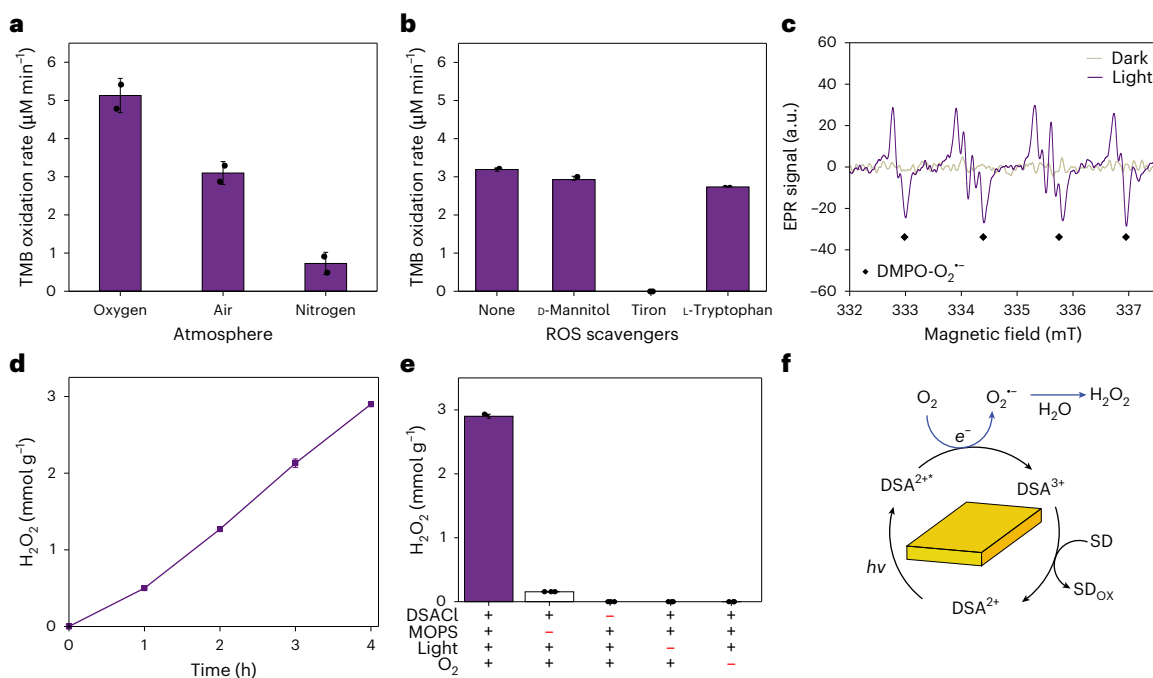 a
TMB oxidation rate (µM min⁻¹)
6
5
4
3
2
1
0
Oxygen Air Nitrogen
Atmosphere
b
TMB oxidation rate (µM min⁻¹)
6
5
4
3
2
1
0
None D-Mannitol Tiron L-Tryptophan
ROS scavengers
c
EPR signal (a.u.)
60
40
20
0
−20
−40
−60
Dark
Light
◆ DMPO-O₂•⁻
332 333 334 335 336 337
Magnetic field (mT)
d
H₂O₂ (mmol g⁻¹)
3
2
1
0
0 1 2 3 4
Time (h)
e
H₂O₂ (mmol g⁻¹)
3
2
1
0
DSACl + + − + +
MOPS + − + + +
Light + + + − +
O₂ + + + + −
f
O₂ O₂•⁻ H₂O₂
H₂O
e⁻
DSA²⁺* DSA³⁺
SD
hv
SD_OX
DSA²⁺